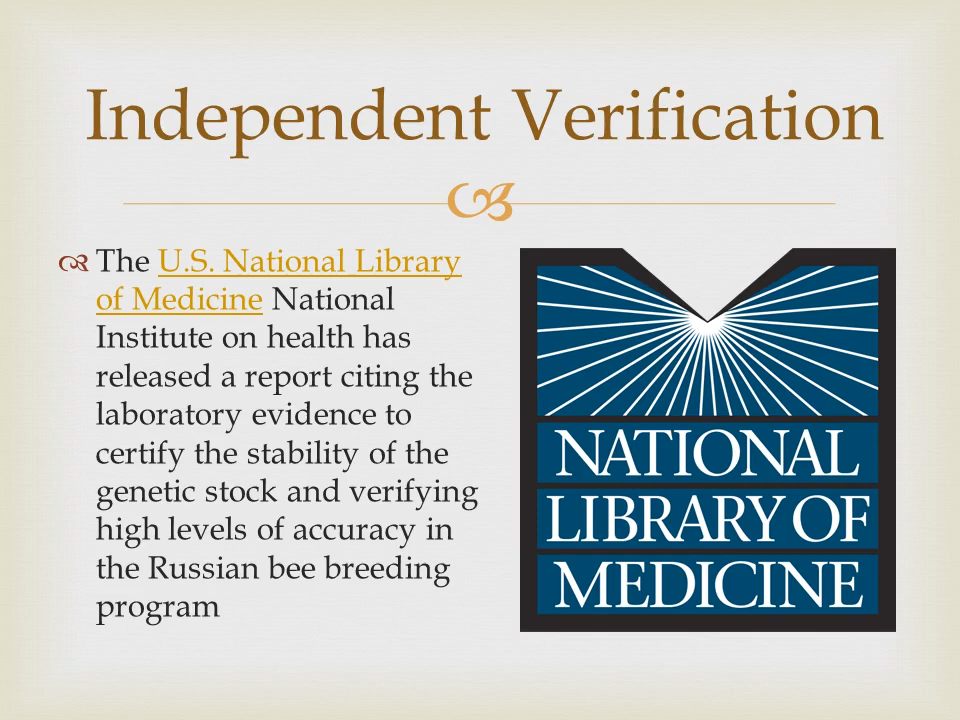 Independent Verification
The U.S. National Library
of Medicine National
Institute on health has
released a report citing the
laboratory evidence to
certify the stability of the
genetic stock and verifying
high levels of accuracy in
the Russian bee breeding
program
NATIONAL
LIBRARY OF
MEDICINE